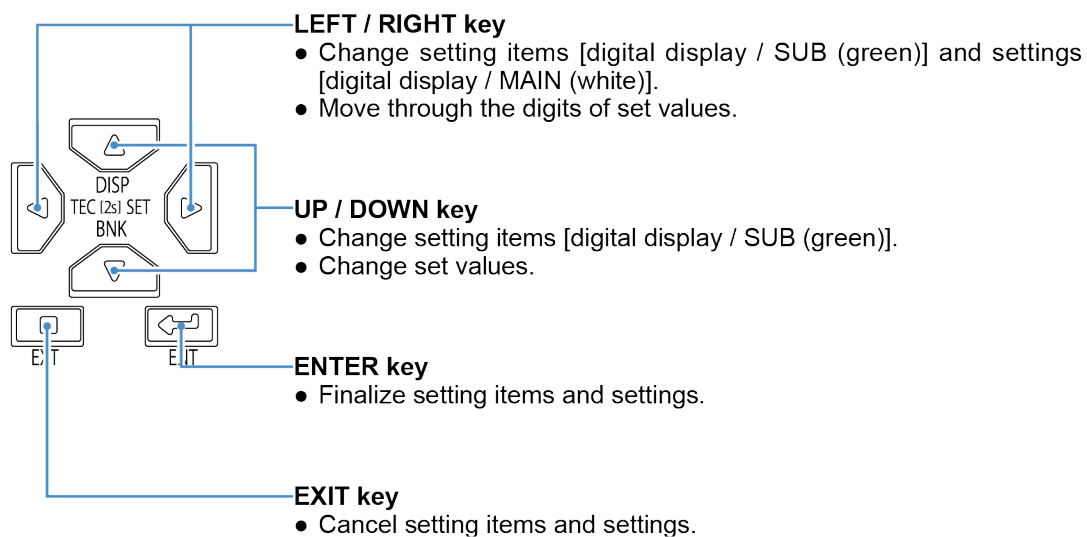 LEFT / RIGHT key
● Change setting items [digital display / SUB (green)] and settings
[digital display / MAIN (white)].
● Move through the digits of set values.
DISP
TEC [2s] SET
BNK
UP / DOWN key
● Change setting items [digital display / SUB (green)].
● Change set values.
EXT
ENT
ENTER key
● Finalize setting items and settings.
EXIT key
● Cancel setting items and settings.